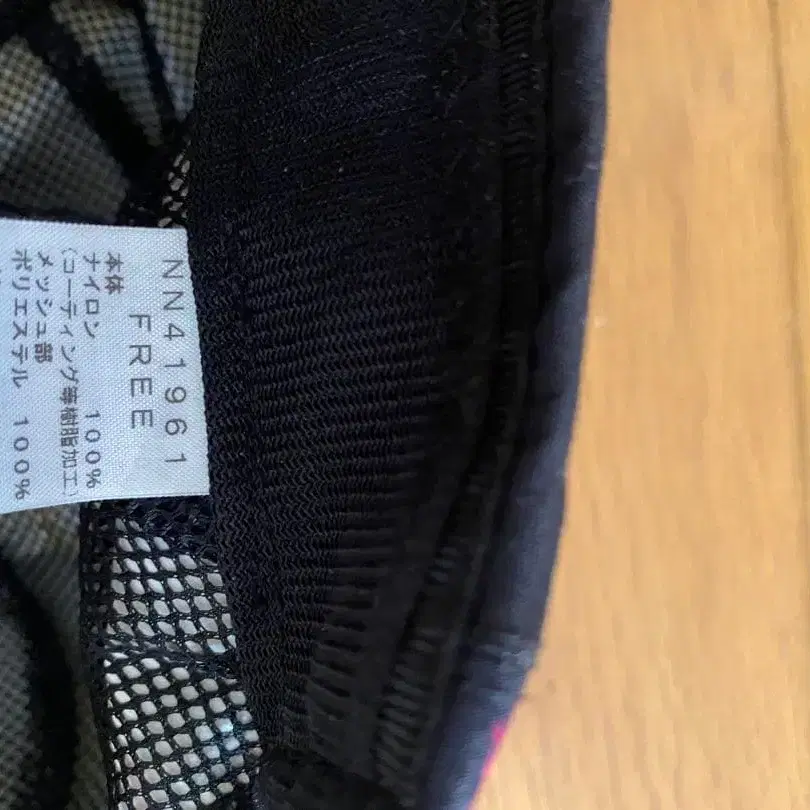 NN41961
FREE
本体
ナイロン 100%
(コーティング等樹脂加工)
メッシュ部
ポリエステル 100%